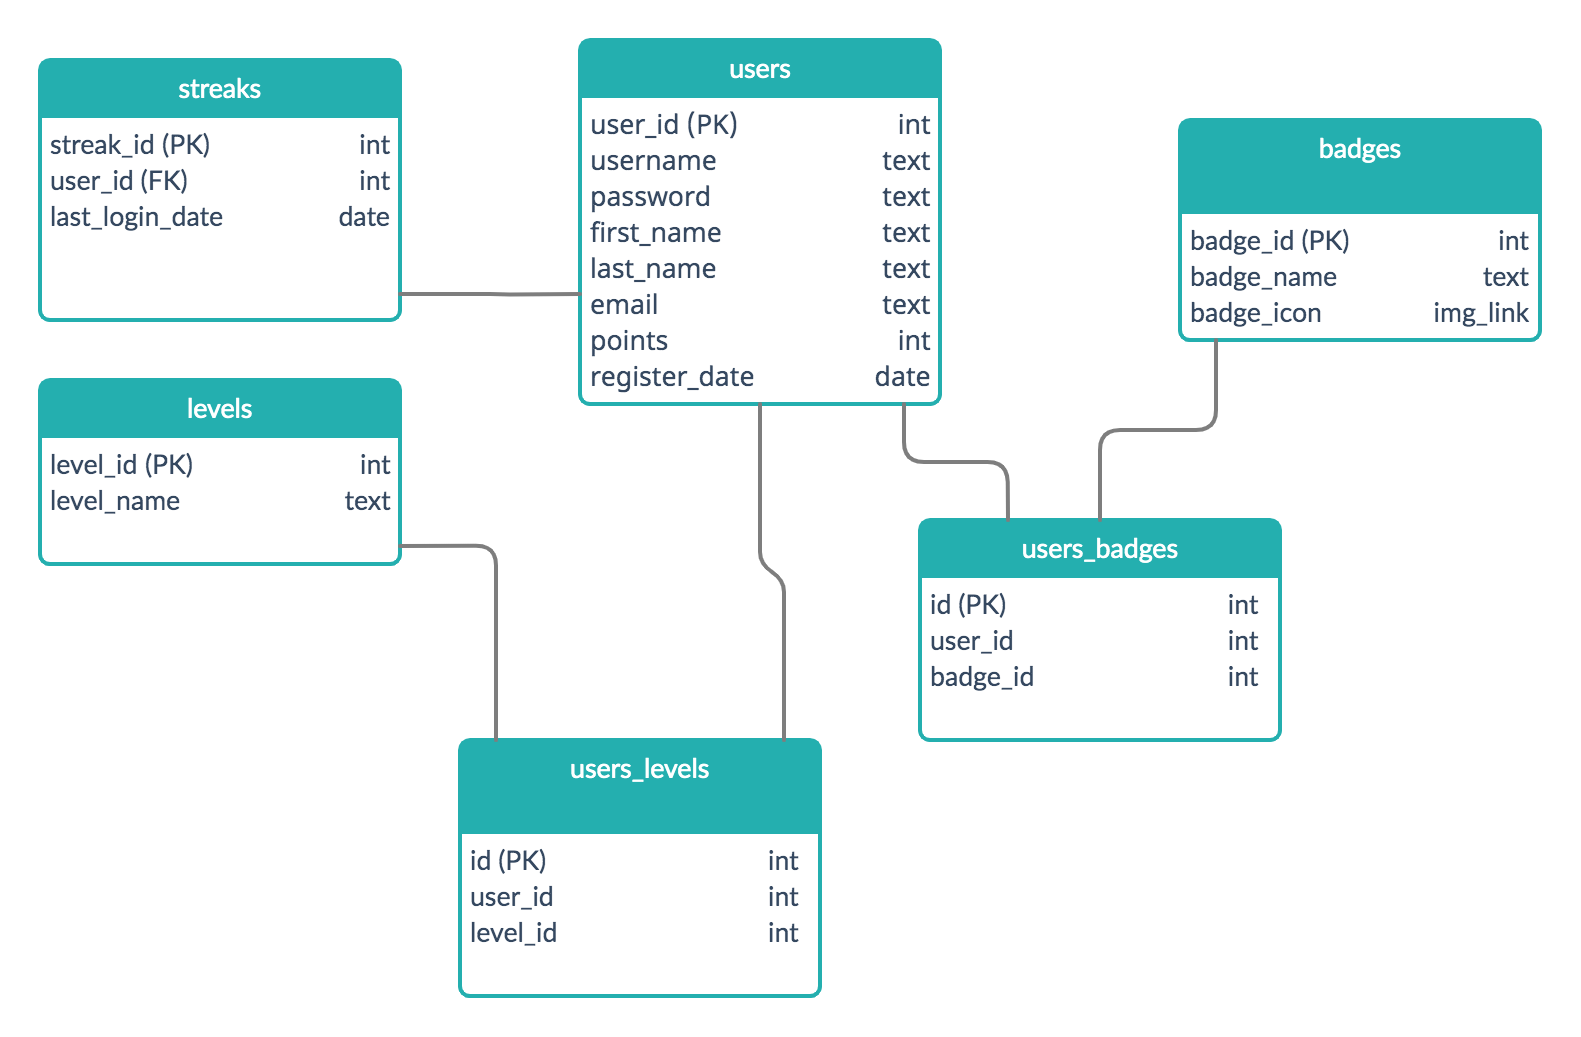 streaks
streak_id (PK) int
user_id (FK) int
last_login_date date
users
user_id (PK) int
username text
password text
first_name text
last_name text
email text
points int
register_date date
badges
badge_id (PK) int
badge_name text
badge_icon img_link
levels
level_id (PK) int
level_name text
users_badges
id (PK) int
user_id int
badge_id int
users_levels
id (PK) int
user_id int
level_id int